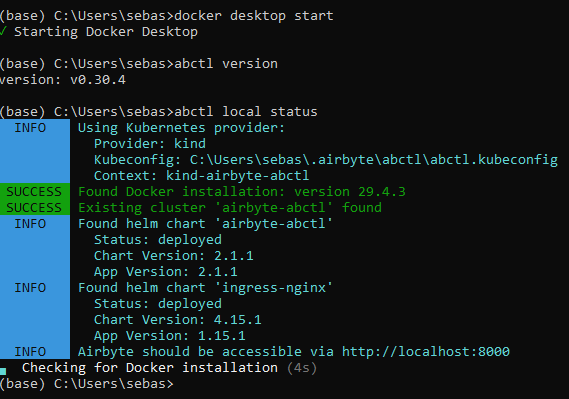 (base) C:\Users\sebas>docker desktop start
✓ Starting Docker Desktop
(base) C:\Users\sebas>abctl version
version: v0.30.4
(base) C:\Users\sebas>abctl local status
INFO Using Kubernetes provider:
Provider: kind
Kubeconfig: C:\Users\sebas\.airbyte\abctl\abctl.kubeconfig
Context: kind-airbyte-abctl
SUCCESS Found Docker installation: version 29.4.3
SUCCESS Existing cluster 'airbyte-abctl' found
INFO Found helm chart 'airbyte-abctl'
Status: deployed
Chart Version: 2.1.1
App Version: 2.1.1
INFO Found helm chart 'ingress-nginx'
Status: deployed
Chart Version: 4.15.1
App Version: 1.15.1
INFO Airbyte should be accessible via http://localhost:8000
Checking for Docker installation (4s)
(base) C:\Users\sebas>